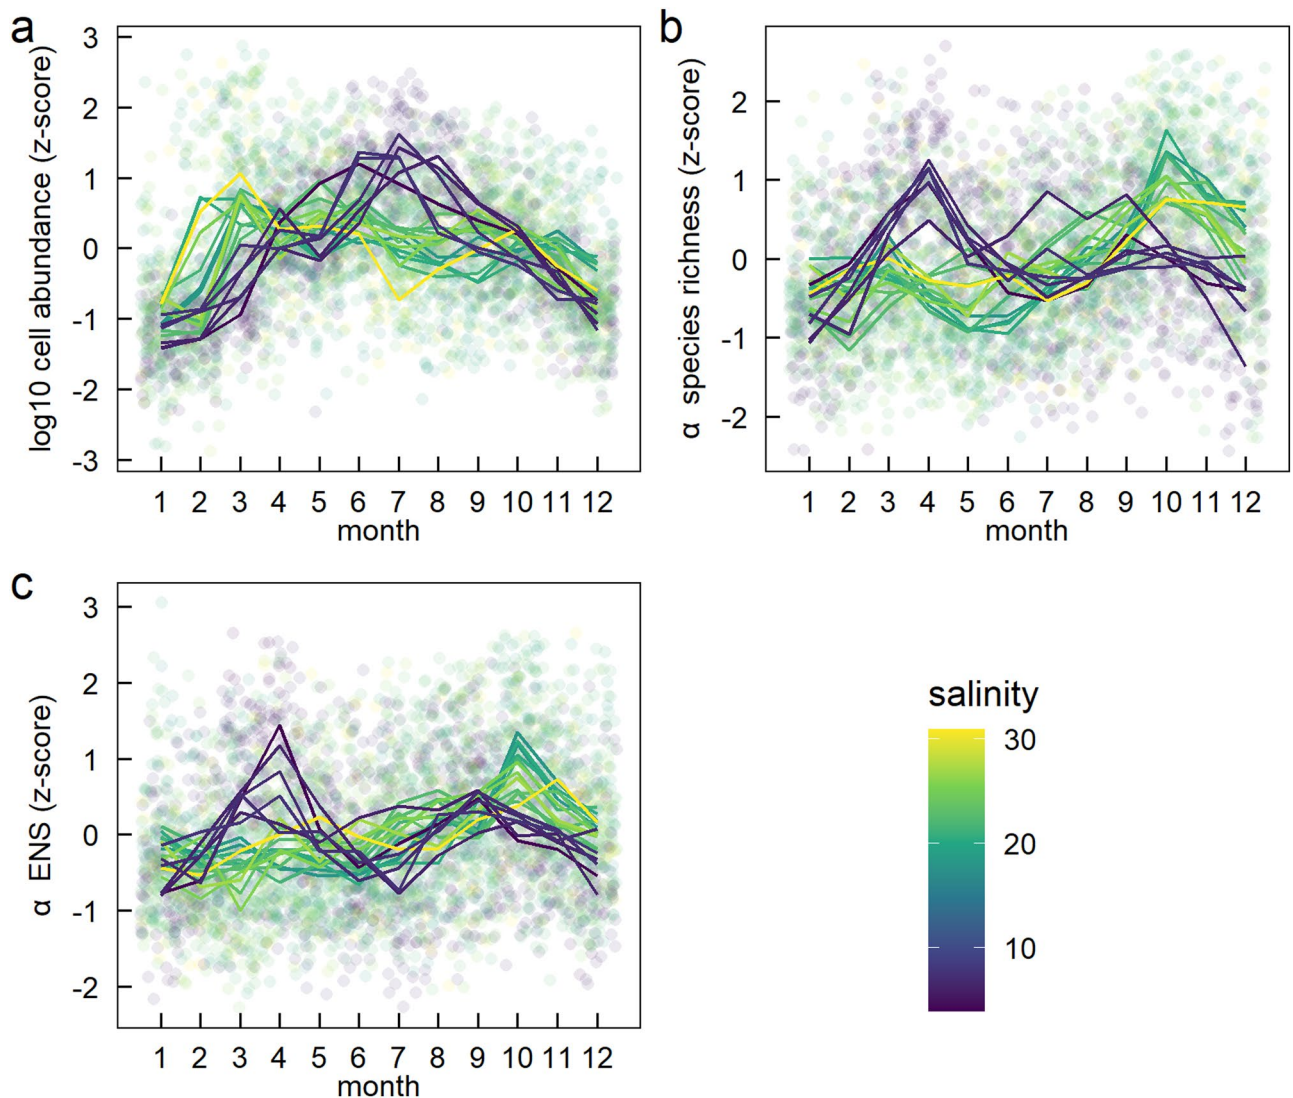 a
log10 cell abundance (z-score)
3
2
1
0
-1
-2
-3
1 2 3 4 5 6 7 8 9 10 11 12
month
b
α species richness (z-score)
2
1
0
-1
-2
1 2 3 4 5 6 7 8 9 10 11 12
month
c
α ENS (z-score)
3
2
1
0
-1
-2
1 2 3 4 5 6 7 8 9 10 11 12
month
salinity
30
20
10